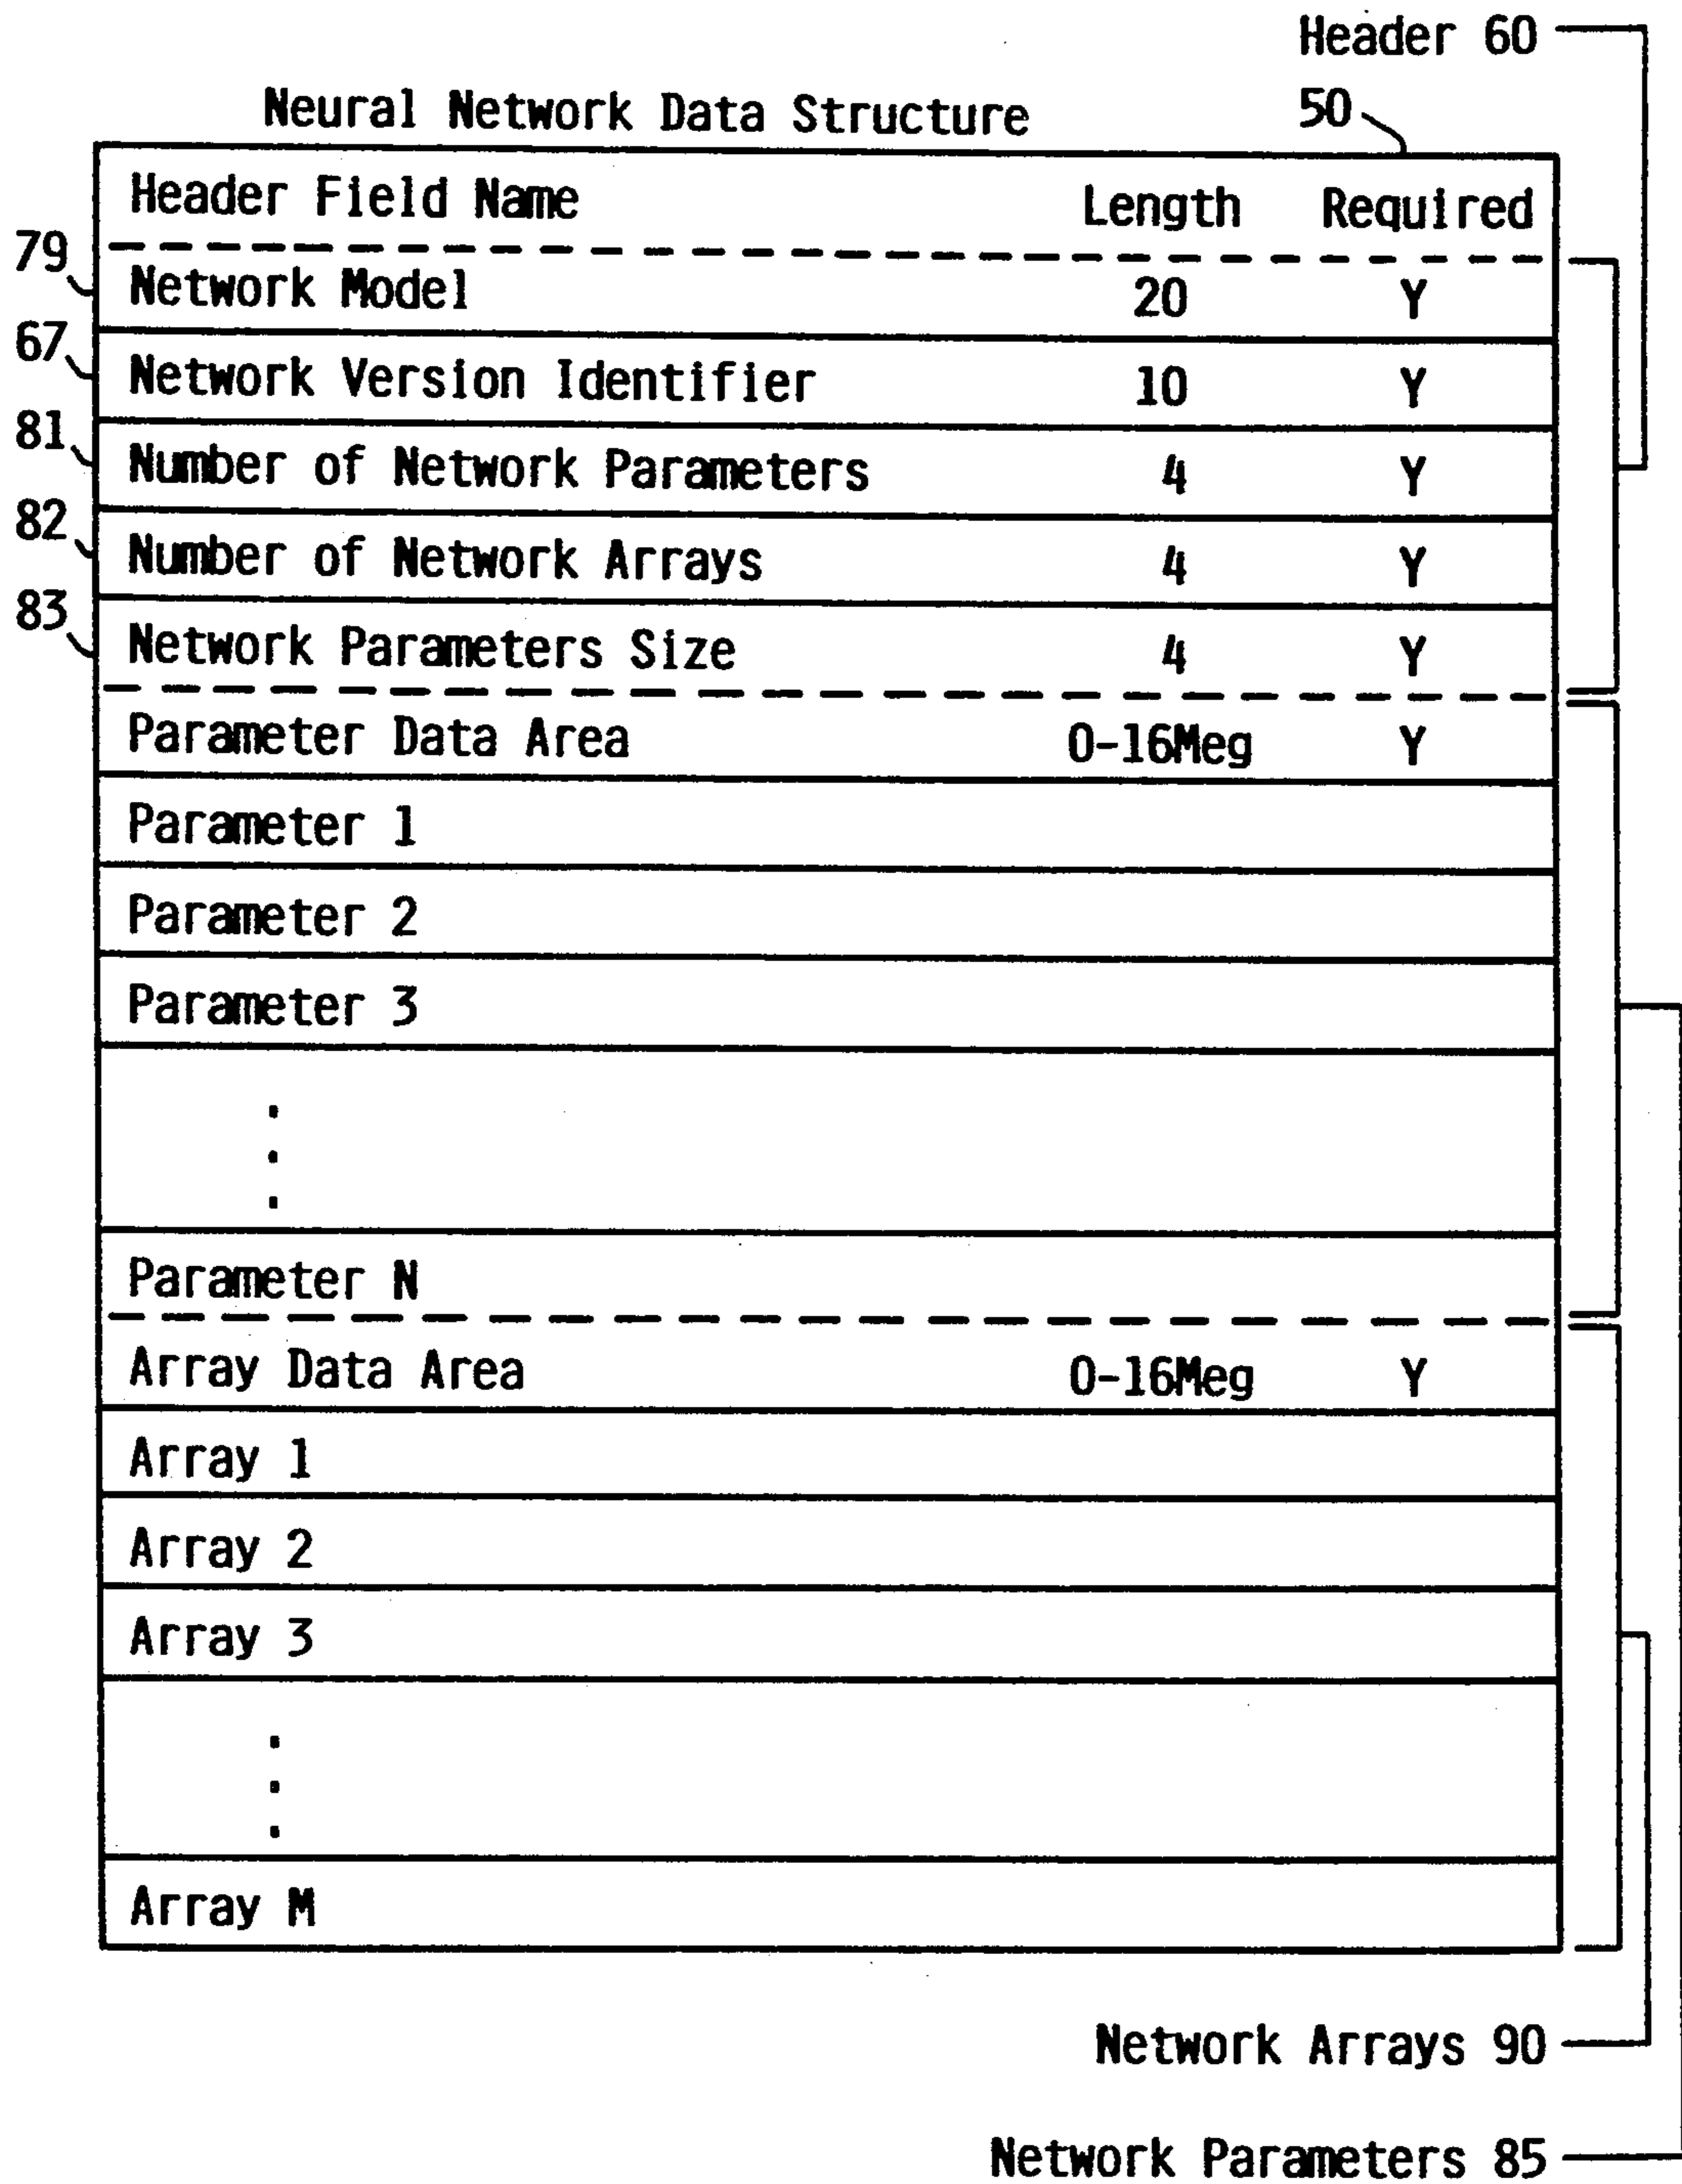 Header 60
Neural Network Data Structure 50
Header Field Name Length Required
79 Network Model 20 Y
67 Network Version Identifier 10 Y
81 Number of Network Parameters 4 Y
82 Number of Network Arrays 4 Y
83 Network Parameters Size 4 Y
Parameter Data Area 0-16Meg Y
Parameter 1
Parameter 2
Parameter 3
Parameter N
Array Data Area 0-16Meg Y
Array 1
Array 2
Array 3
Array M
Network Arrays 90
Network Parameters 85